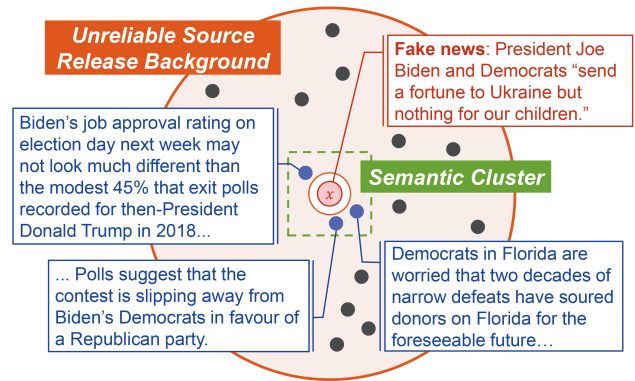 Unreliable Source
Release Background
Fake news: President Joe
Biden and Democrats “send
a fortune to Ukraine but
nothing for our children.”
Biden’s job approval rating on
election day next week may
not look much different than
the modest 45% that exit polls
recorded for then-President
Donald Trump in 2018...
x
Semantic Cluster
... Polls suggest that the
contest is slipping away from
Biden’s Democrats in favour of
a Republican party.
Democrats in Florida are
worried that two decades of
narrow defeats have soured
donors on Florida for the
foreseeable future…